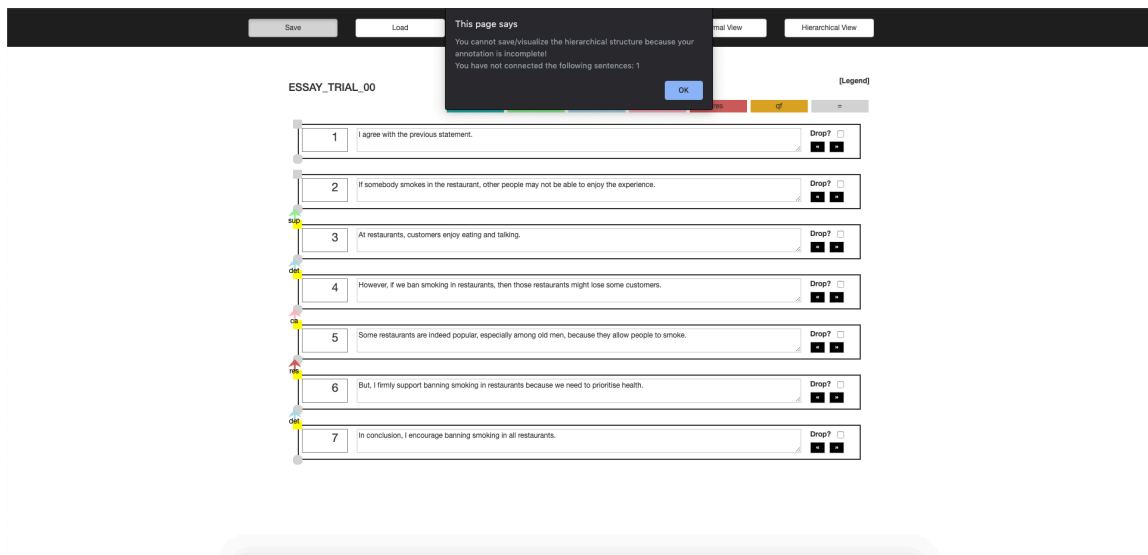 Save
Load
This page says
You cannot save/visualize the hierarchical structure because your
annotation is incomplete!
You have not connected the following sentences: 1
OK
mal View
Hierarchical View
ESSAY_TRIAL_00
[Legend]
res
qf
=
1
I agree with the previous statement.
Drop?
«
»
2
If somebody smokes in the restaurant, other people may not be able to enjoy the experience.
Drop?
«
»
sup
3
At restaurants, customers enjoy eating and talking.
Drop?
«
»
det
4
However, if we ban smoking in restaurants, then those restaurants might lose some customers.
Drop?
«
»
ca
5
Some restaurants are indeed popular, especially among old men, because they allow people to smoke.
Drop?
«
»
res
6
But, I firmly support banning smoking in restaurants because we need to prioritise health.
Drop?
«
»
det
7
In conclusion, I encourage banning smoking in all restaurants.
Drop?
«
»